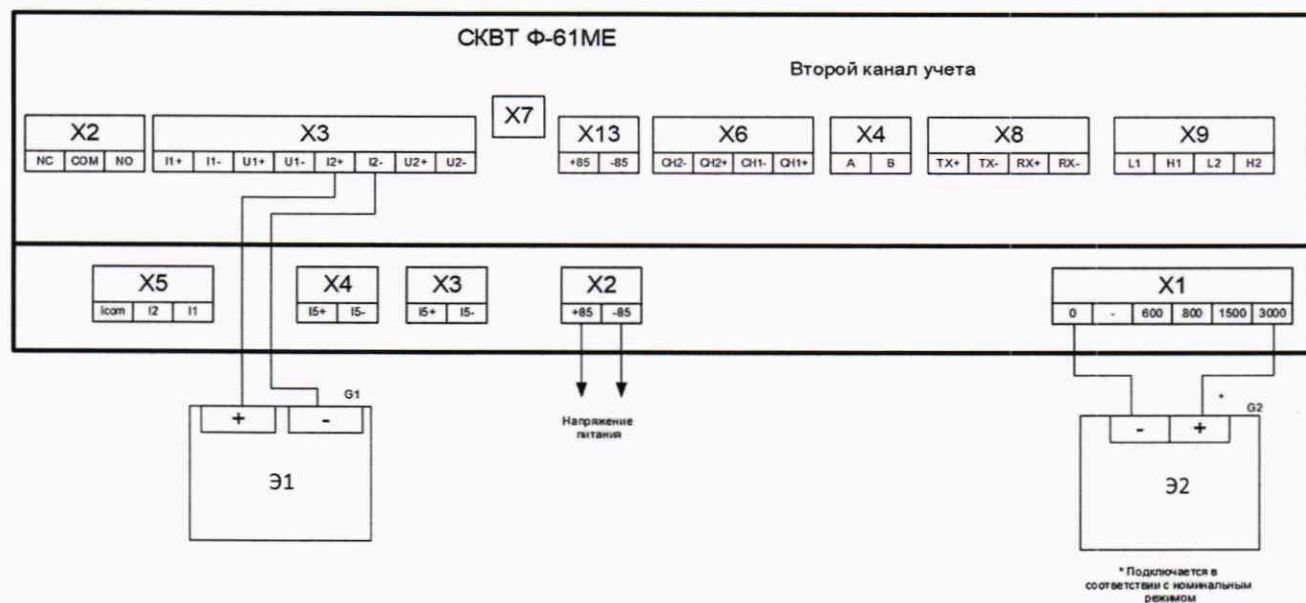 СКВТ Ф-61МЕ
Второй канал учета
X7
X2 X3 X13 X6 X4 X8 X9
NC COM NO I1+ I1- U1+ U1- I2+ I2- U2+ U2- +85 -85 CH2- CH2+ CH1- CH1+ A B TX+ TX- RX+ RX- L1 H1 L2 H2
X5 X4 X3 X2 X1
Icom I2 I1 I5+ I5- I5+ I5- +85 -85 0 - 600 800 1500 3000
G1
+ -
Э1
Напряжение
питания
*
G2
- +
Э2
* Подключается в
соответствии с номинальным
режимом